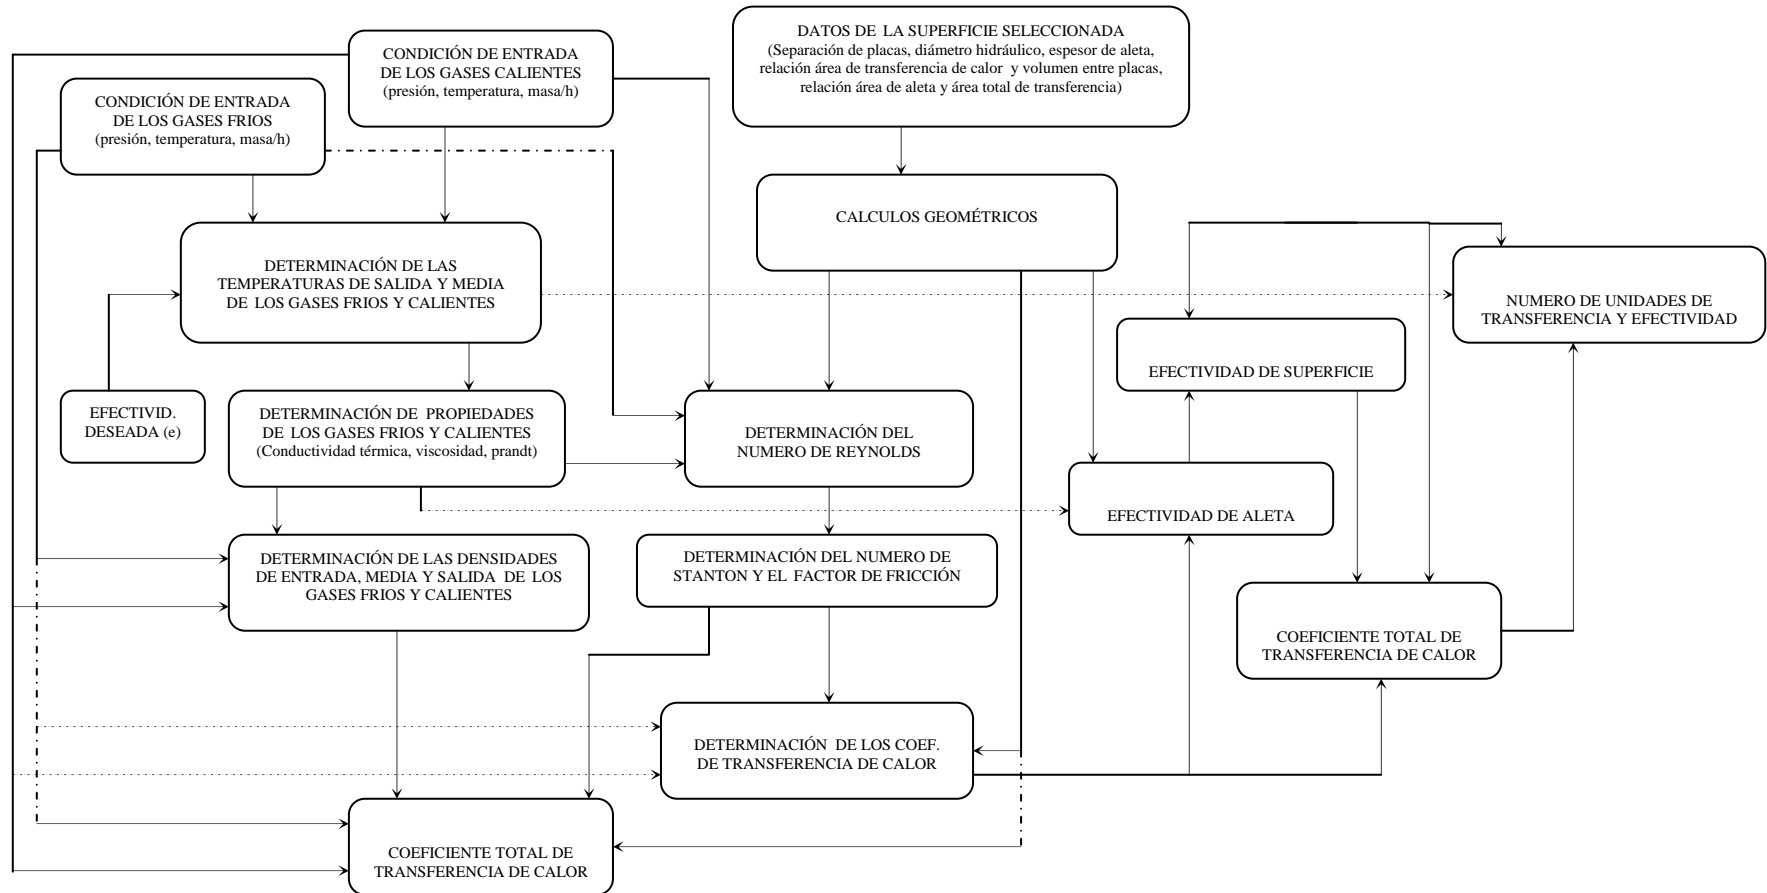 DATOS DE LA SUPERFICIE SELECCIONADA
(Separación de placas, diámetro hidráulico, espesor de aleta,
relación área de transferencia de calor y volumen entre placas,
relación área de aleta y área total de transferencia)
CONDICIÓN DE ENTRADA
DE LOS GASES CALIENTES
(presión, temperatura, masa/h)
CONDICIÓN DE ENTRADA
DE LOS GASES FRIOS
(presión, temperatura, masa/h)
CALCULOS GEOMÉTRICOS
DETERMINACIÓN DE LAS
TEMPERATURAS DE SALIDA Y MEDIA
DE LOS GASES FRIOS Y CALIENTES
NUMERO DE UNIDADES DE
TRANSFERENCIA Y EFECTIVIDAD
EFECTIVIDAD DE SUPERFICIE
EFECTIVID.
DESEADA (e)
DETERMINACIÓN DE PROPIEDADES
DE LOS GASES FRIOS Y CALIENTES
(Conductividad térmica, viscosidad, prandt)
DETERMINACIÓN DEL
NUMERO DE REYNOLDS
EFECTIVIDAD DE ALETA
DETERMINACIÓN DE LAS DENSIDADES
DE ENTRADA, MEDIA Y SALIDA DE LOS
GASES FRIOS Y CALIENTES
DETERMINACIÓN DEL NUMERO DE
STANTON Y EL FACTOR DE FRICCIÓN
COEFICIENTE TOTAL DE
TRANSFERENCIA DE CALOR
DETERMINACIÓN DE LOS COEF.
DE TRANSFERENCIA DE CALOR
COEFICIENTE TOTAL DE
TRANSFERENCIA DE CALOR